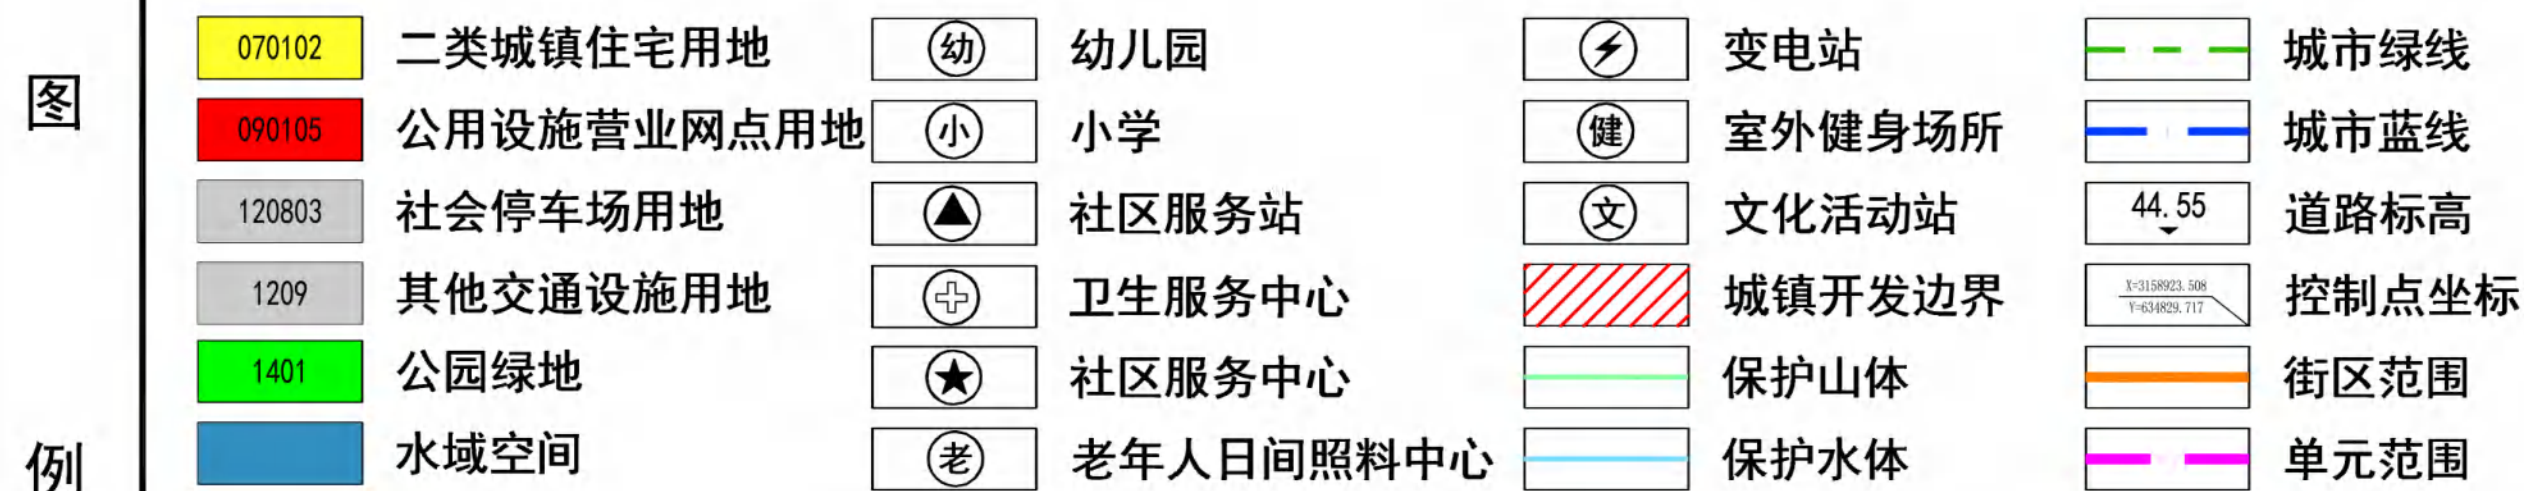 图例
070102 二类城镇住宅用地 幼 幼儿园 变电站 城市绿线
090105 公用设施营业网点用地 小 小学 健 室外健身场所 城市蓝线
120803 社会停车场用地 社区服务站 文 文化活动站 44.55 道路标高
1209 其他交通设施用地 卫生服务中心 城镇开发边界 X=3158923.508 Y=634829.717 控制点坐标
1401 公园绿地 社区服务中心 保护山体 街区范围
水域空间 老 老年人日间照料中心 保护水体 单元范围